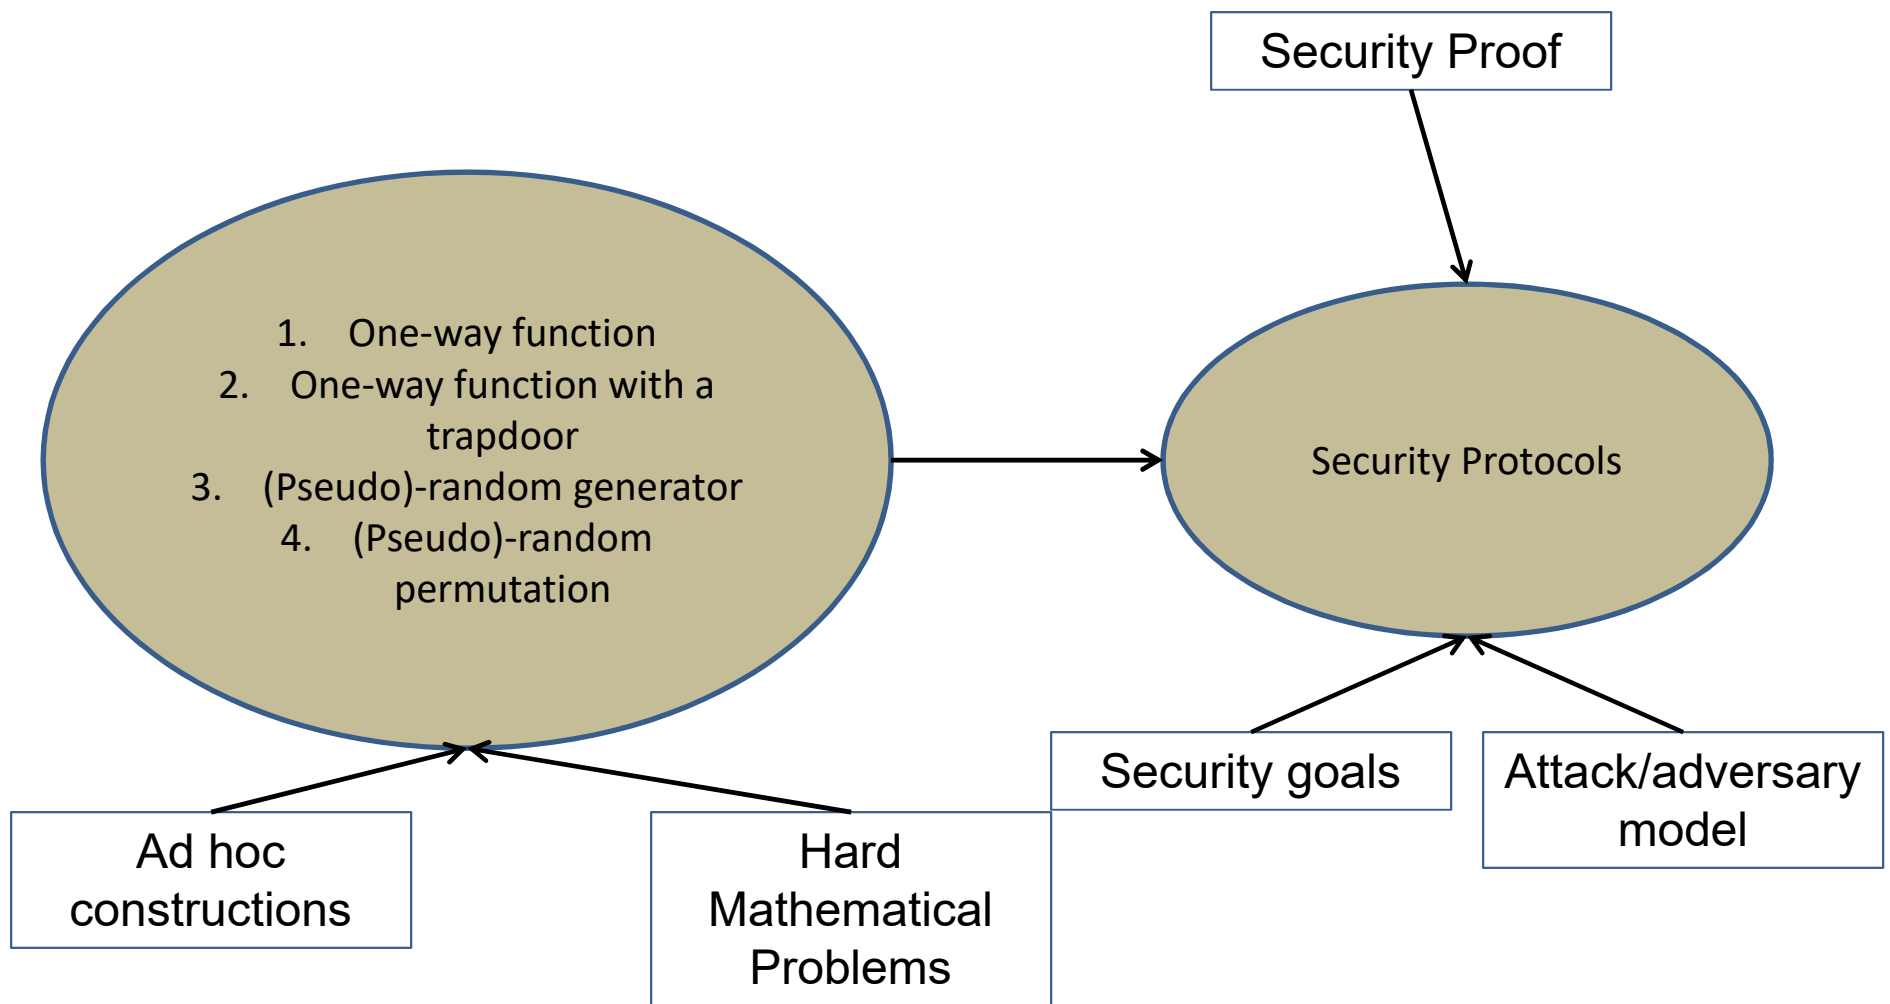 Security Proof
1. One-way function
2. One-way function with a
trapdoor
3. (Pseudo)-random generator
4. (Pseudo)-random
permutation
Security Protocols
Security goals
Attack/adversary
model
Ad hoc
constructions
Hard
Mathematical
Problems